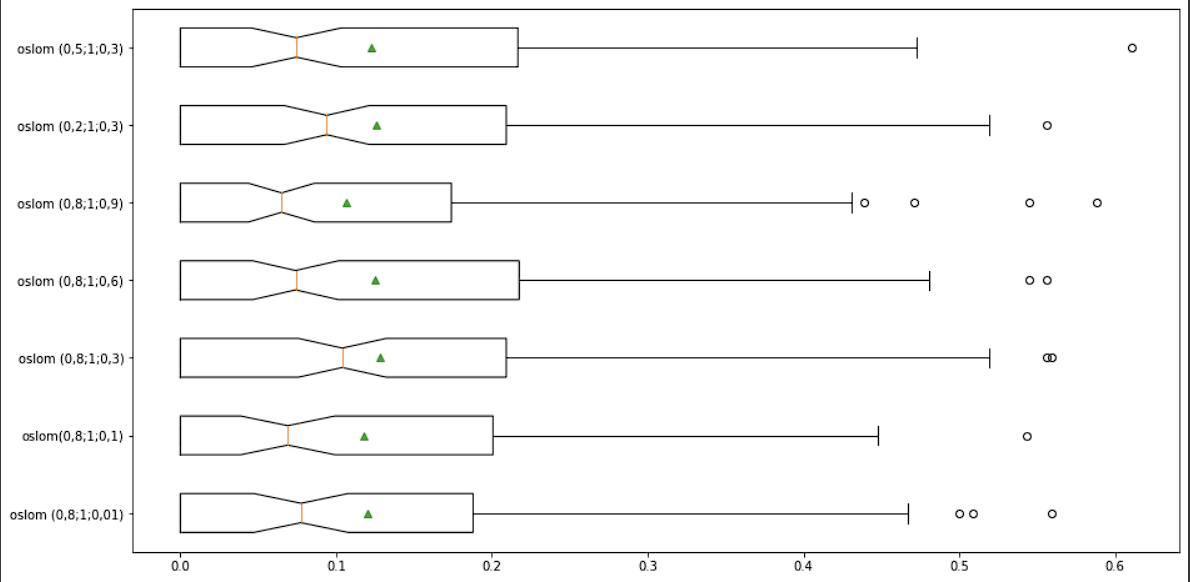 oslom (0,5;1;0,3)
oslom (0,2;1;0,3)
oslom (0,8;1;0,9)
oslom (0,8;1;0,6)
oslom (0,8;1;0,3)
oslom(0,8;1;0,1)
oslom (0,8;1;0,01)
0.0 0.1 0.2 0.3 0.4 0.5 0.6